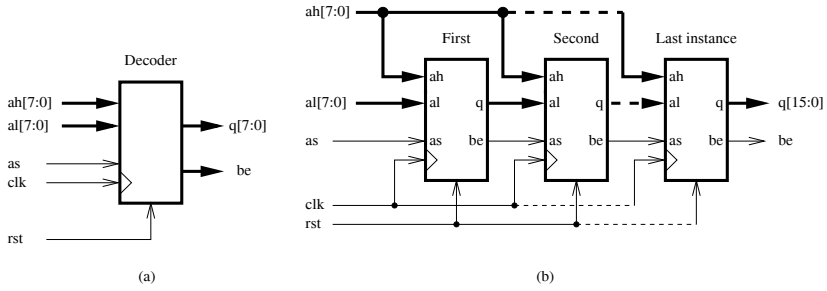 Decoder
ah[7:0]
al[7:0]
as
clk
rst
q[7:0]
be
(a)
ah[7:0]
First
Second
Last instance
ah
ah
ah
al[7:0]
al
q
al
q
al
q
q[15:0]
as
as
be
as
be
as
be
be
clk
rst
(b)